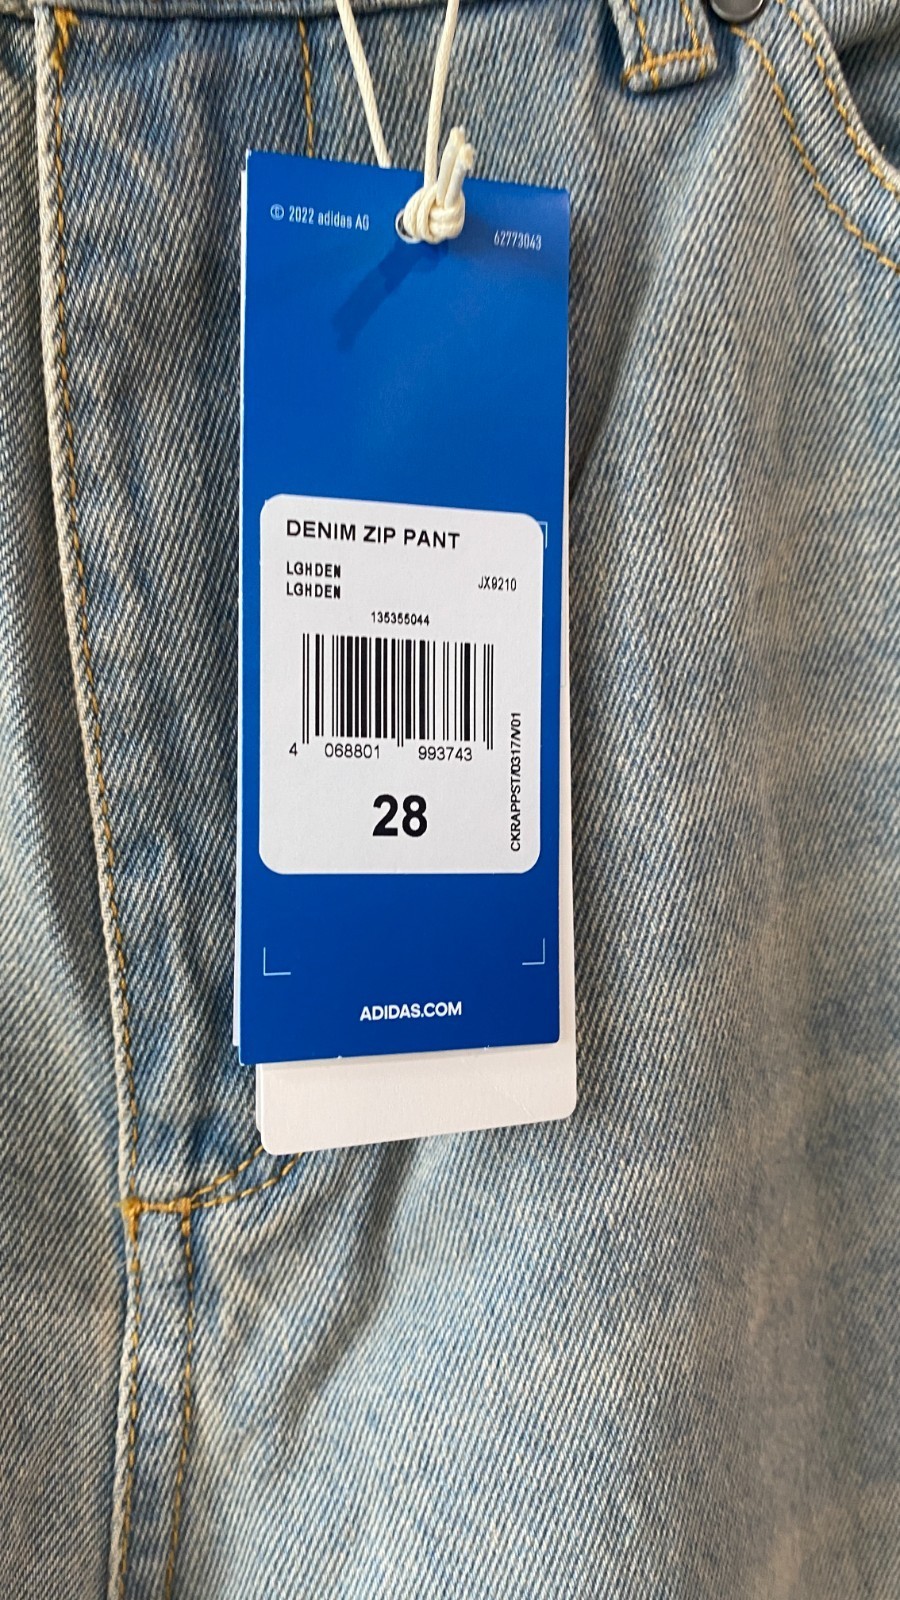 © 2022 adidas AG
62773043
DENIM ZIP PANT
LGHDEN
LGHDEN
JX9210
135355044
4 068801 993743
CKRAPPST/0317/V01
28
ADIDAS.COM